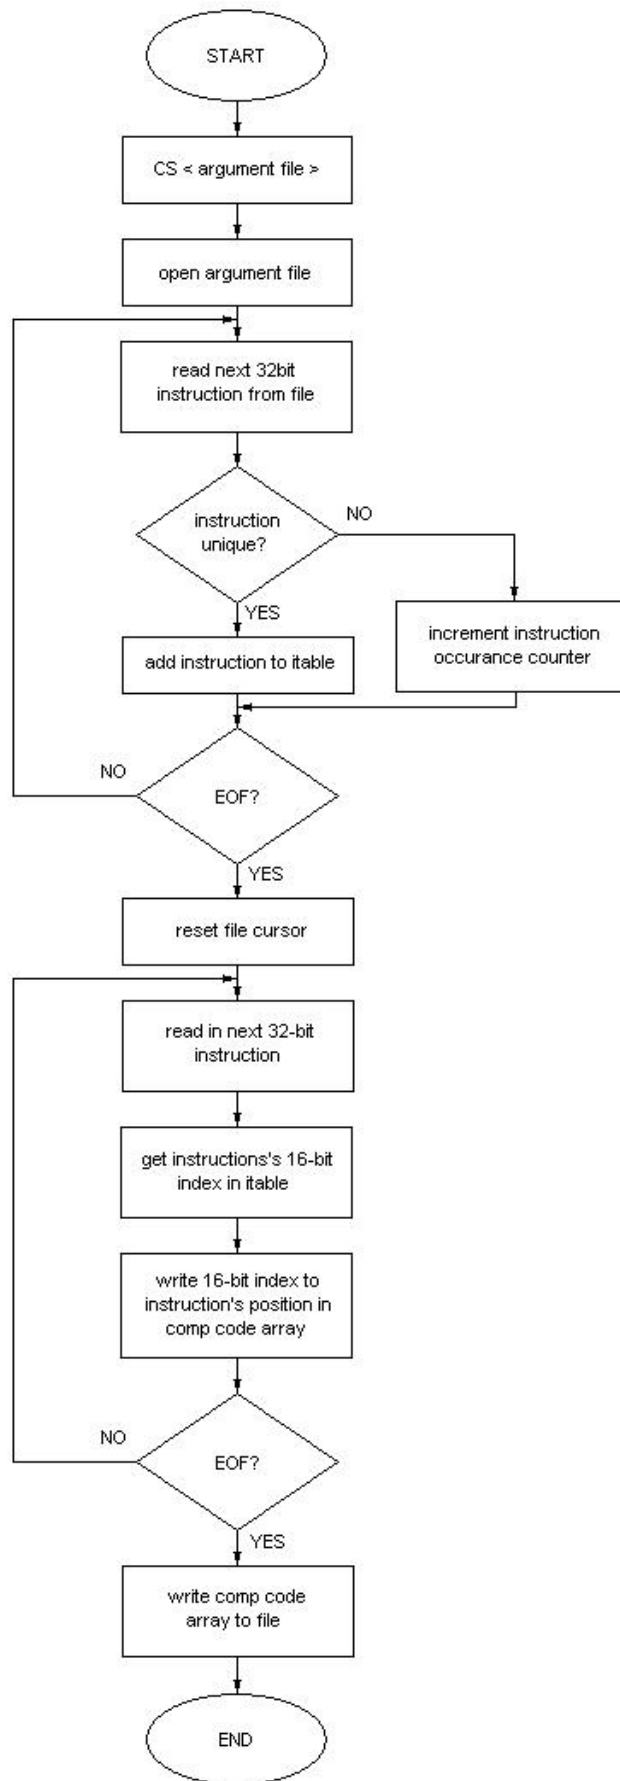 START
CS < argument file >
open argument file
read next 32bit
instruction from file
instruction
unique?
NO
YES
increment instruction
occurance counter
add instruction to itable
NO
EOF?
YES
reset file cursor
read in next 32-bit
instruction
get instructions's 16-bit
index in itable
write 16-bit index to
instruction's position in
comp code array
NO
EOF?
YES
write comp code
array to file
END